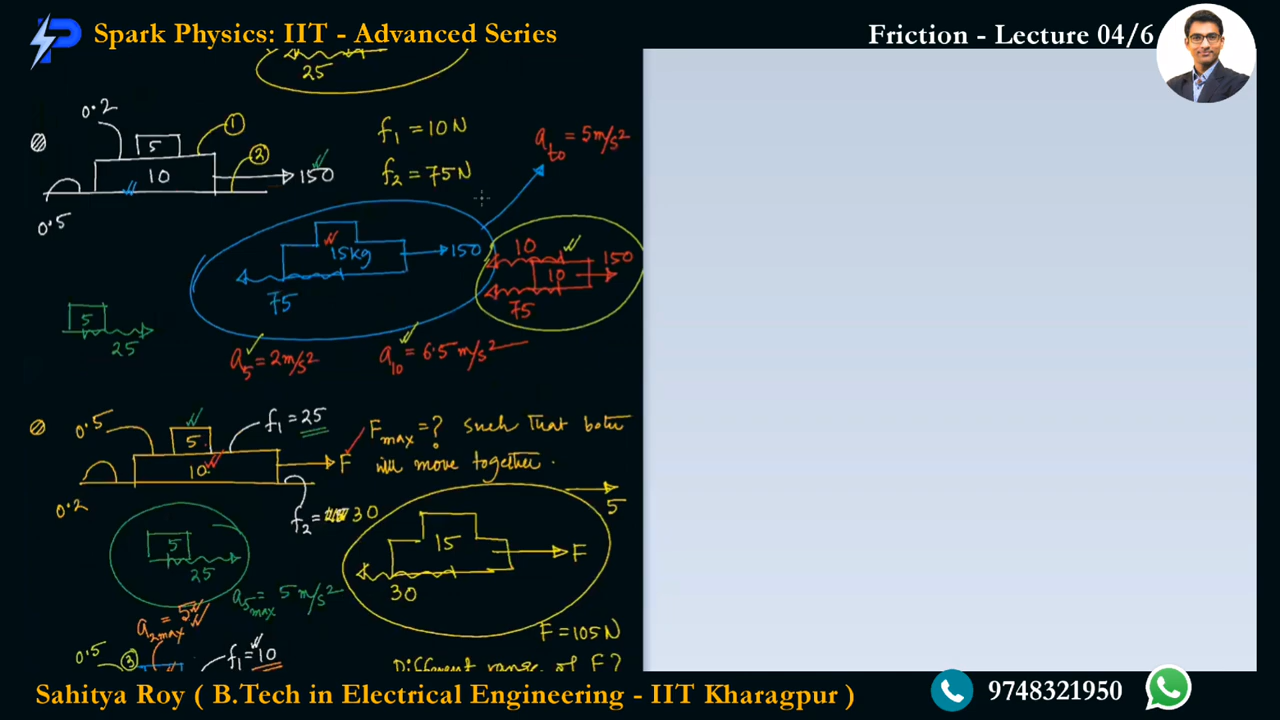 Spark Physics: IIT - Advanced Series
Friction - Lecture 04/6
25
0.2
5
①
10
②
150
0.5
f₁ = 10N
f₂ = 75N
a_to = 5m/s²
15kg
150
75
10
10
150
75
5
25
a₅ = 2m/s²
a₁₀ = 6.5m/s²
0.5
5
f₁ = 25
10
F
0.2
f₂ = 30
F_max = ? such that both
will move together.
5
5
25
a₅max = 5m/s²
15
F
30
F = 105N
a₂max = 5
0.5
③
f₁ = 10
Different range of F?
Sahitya Roy ( B.Tech in Electrical Engineering - IIT Kharagpur )
9748321950